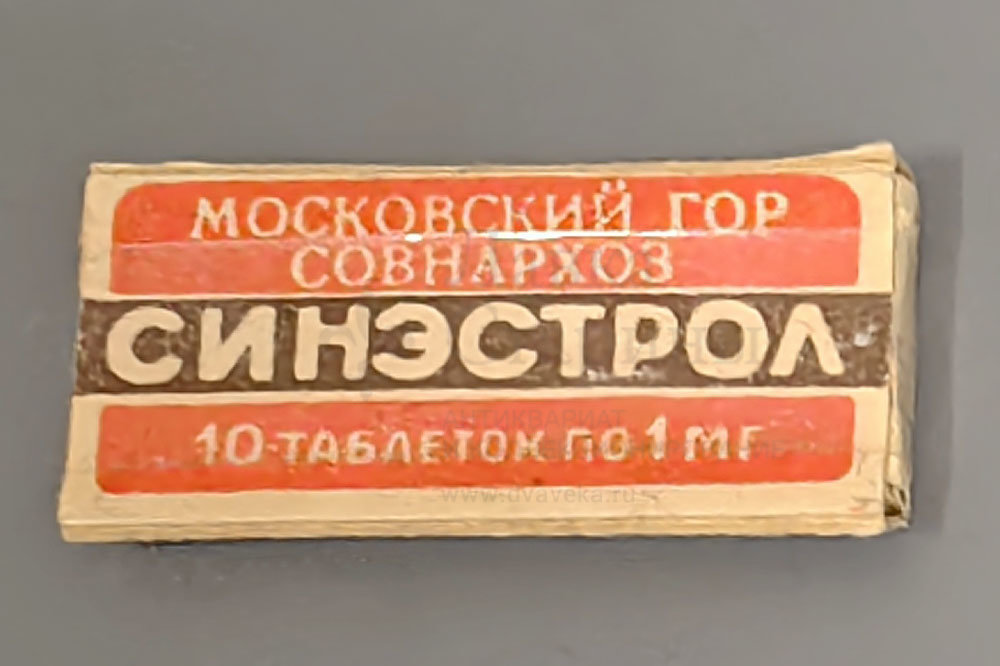 МОСКОВСКИЙ ГОР
СОВНАРХОЗ
СИНЭСТРОЛ
АНТИКВАРИАТ
10 ТАБЛЕТОК ПО 1 МГ
www.dvaveka.ru